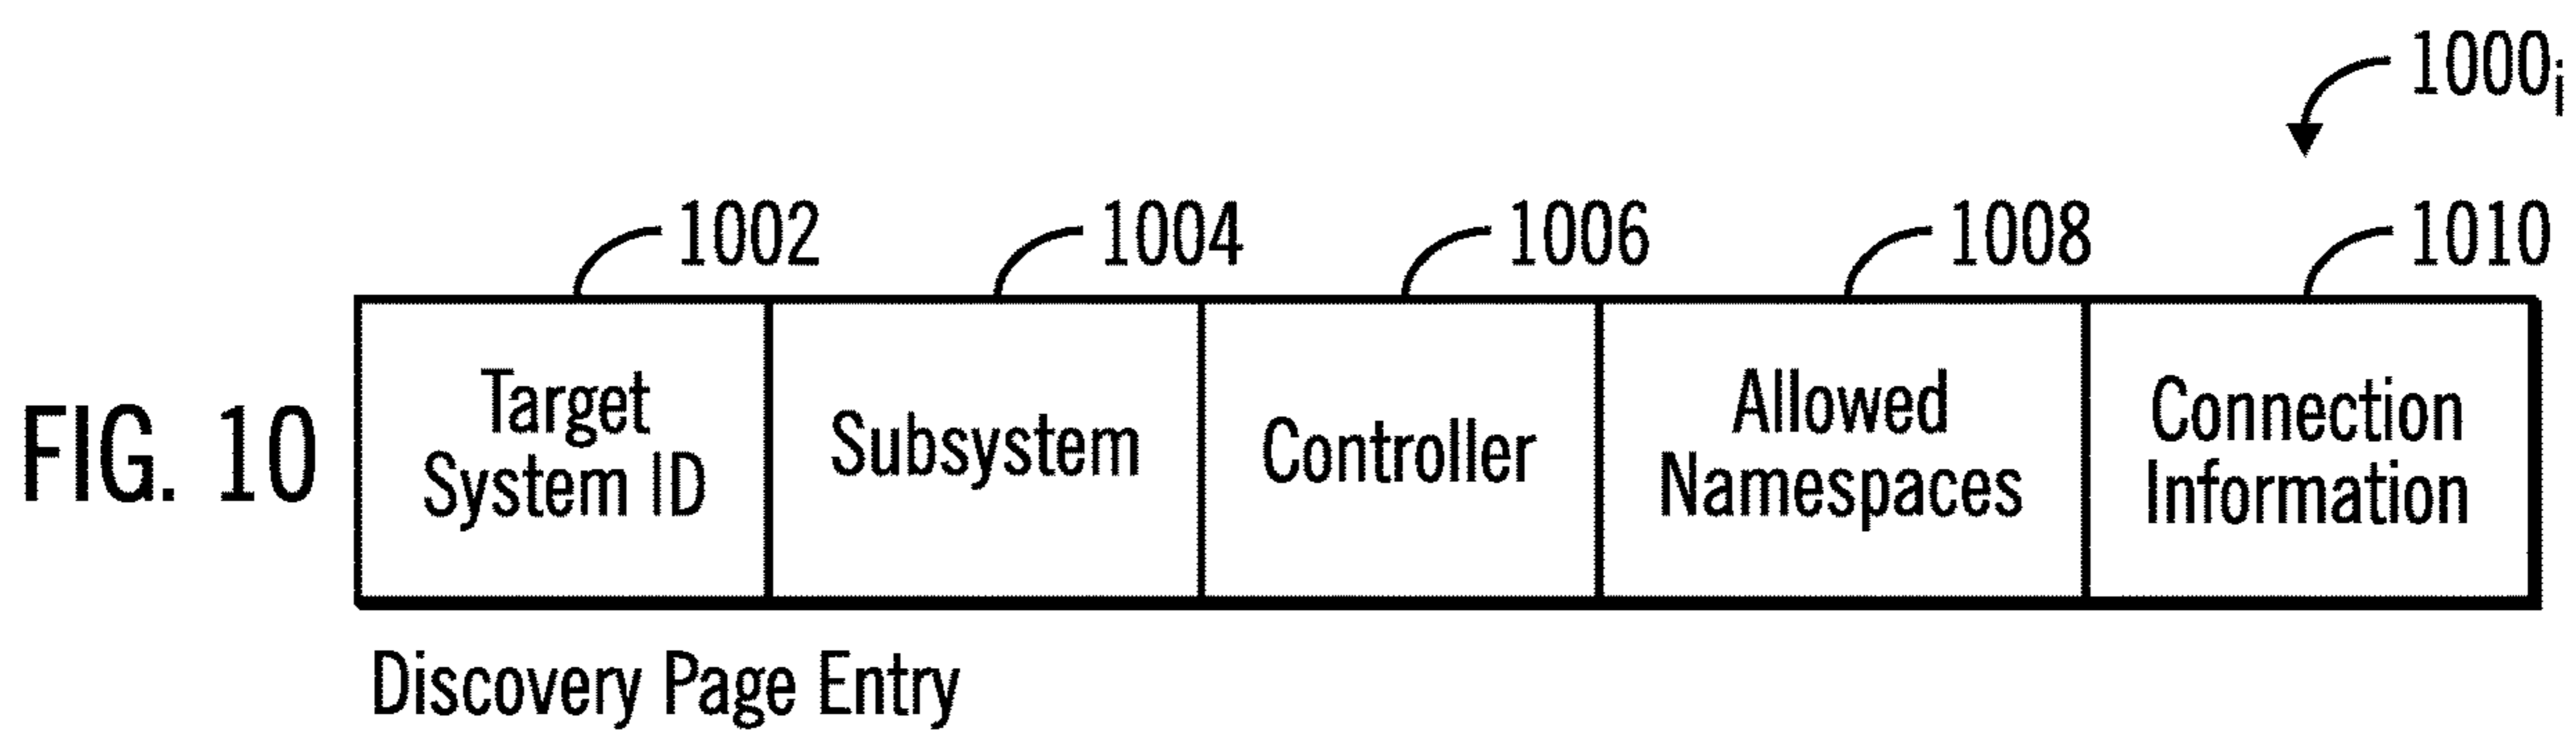 1000i
1002 1004 1006 1008 1010
FIG. 10
Target
System ID
Subsystem
Controller
Allowed
Namespaces
Connection
Information
Discovery Page Entry